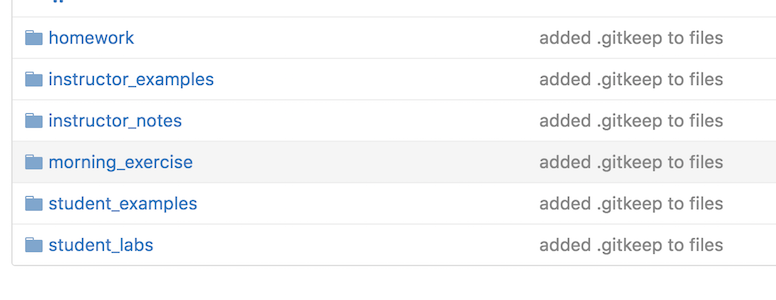 ..
homework added .gitkeep to files
instructor_examples added .gitkeep to files
instructor_notes added .gitkeep to files
morning_exercise added .gitkeep to files
student_examples added .gitkeep to files
student_labs added .gitkeep to files